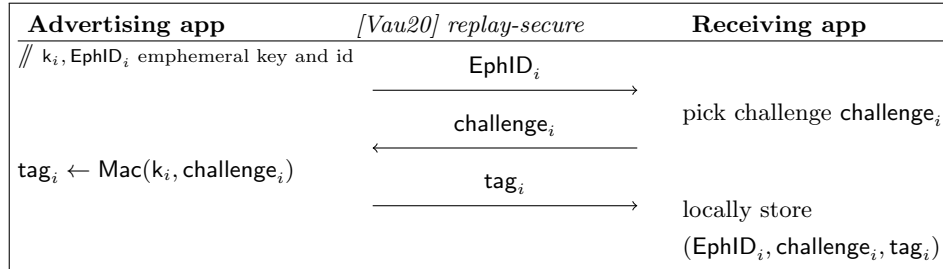 Advertising app [Vau20] replay-secure Receiving app
// k_i, EphID_i emphemeral key and id
EphID_i
pick challenge challenge_i
challenge_i
tag_i ← Mac(k_i, challenge_i)
tag_i
locally store
(EphID_i, challenge_i, tag_i)